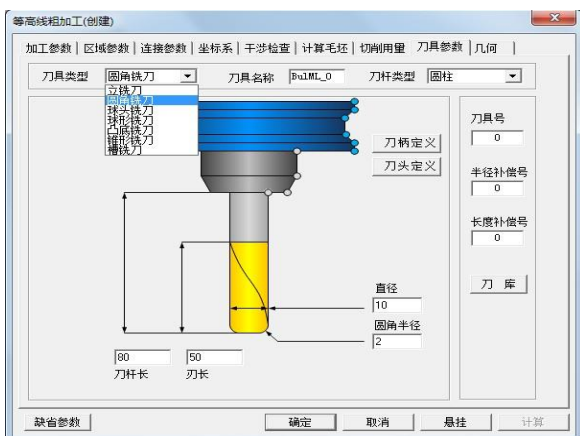 等高线粗加工(创建)
加工参数 区域参数 连接参数 坐标系 干涉检查 计算毛坯 切削用量 刀具参数 几何
刀具类型 圆角铣刀 刀具名称 BulML_0 刀杆类型 圆柱
立铣刀
圆角铣刀
球头铣刀
球形铣刀
凸底铣刀
锥形铣刀
槽铣刀
刀柄定义
刀头定义
刀具号
0
半径补偿号
0
长度补偿号
0
刀 库
直径
10
圆角半径
2
80 50
刀杆长 刃长
缺省参数 确定 取消 悬挂 计算